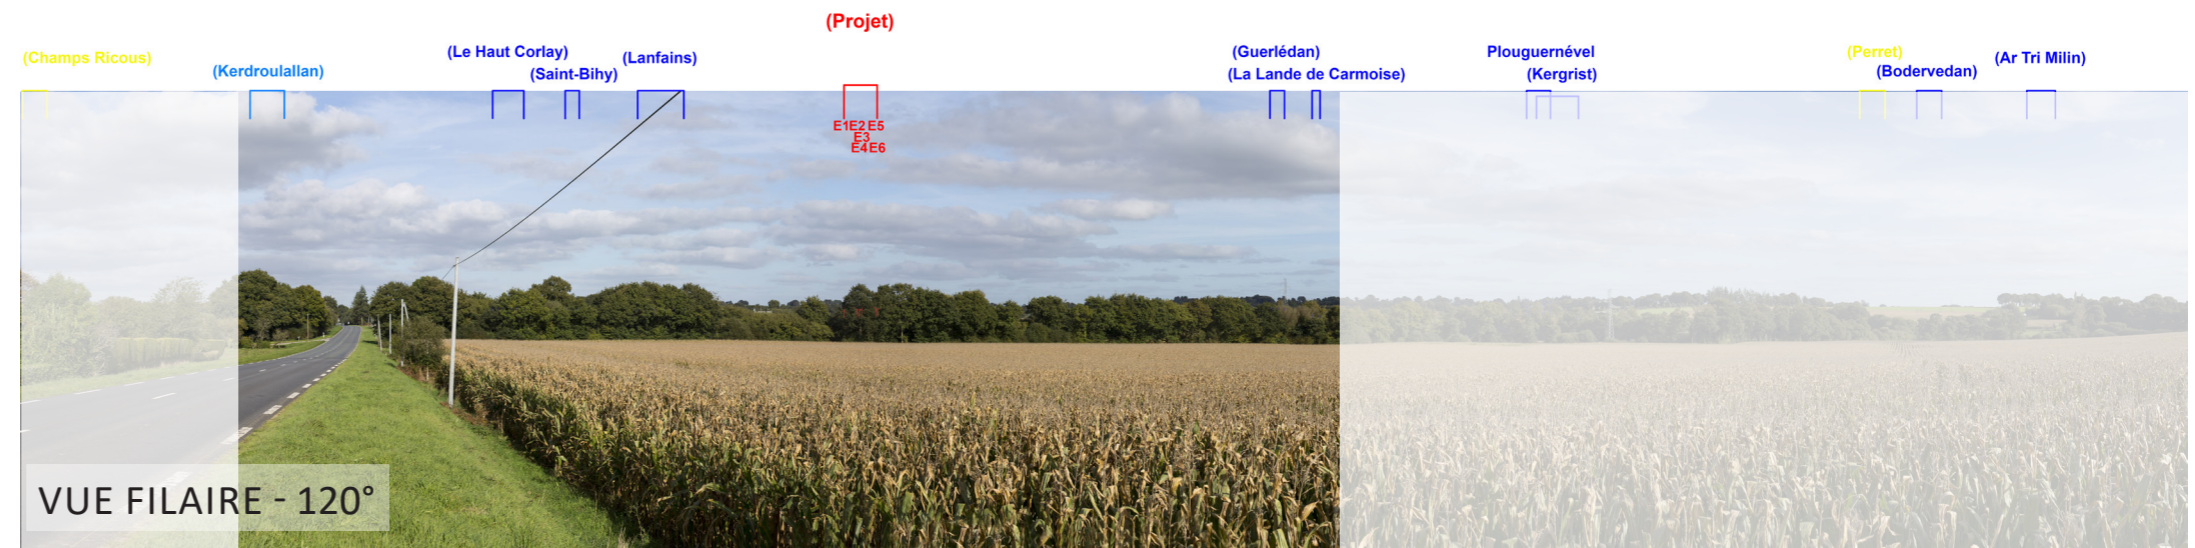 (Projet)
(Champs Ricous)
(Kerdroulallan)
(Le Haut Corlay)
(Saint-Bihy)
(Lanfains)
(Guerlédan)
(La Lande de Carmoise)
Plouguernével
(Kergrist)
(Perret)
(Bodervedan)
(Ar Tri Milin)
E1E2 E5
E3
E4E6
VUE FILAIRE - 120°